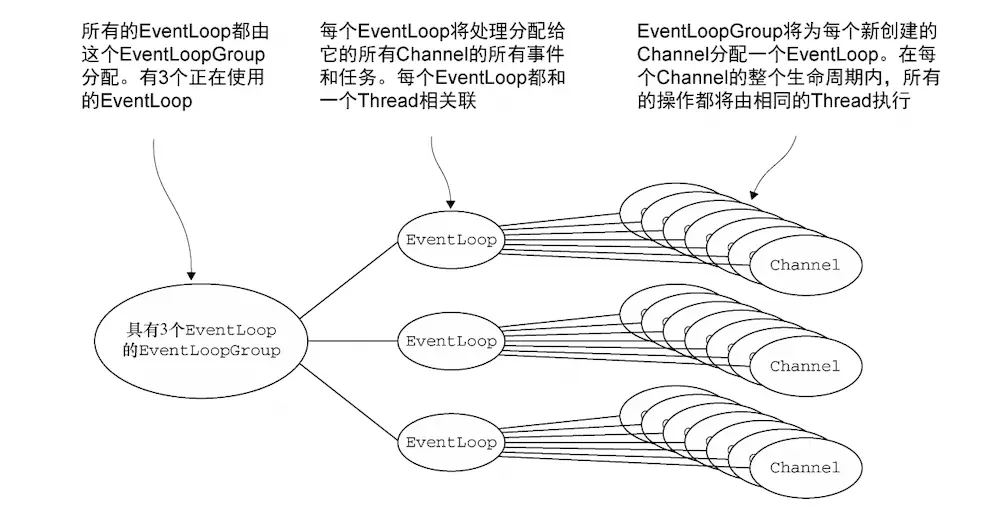 所有的EventLoop都由
这个EventLoopGroup
分配。有3个正在使用
的EventLoop
每个EventLoop将处理分配给
它的所有Channel的所有事件
和任务。每个EventLoop都和
一个Thread相关联
EventLoopGroup将为每个新创建的
Channel分配一个EventLoop。在每
个Channel的整个生命周期内，所有
的操作都将由相同的Thread执行
EventLoop
Channel
具有3个EventLoop
的EventLoopGroup
EventLoop
Channel
EventLoop
Channel